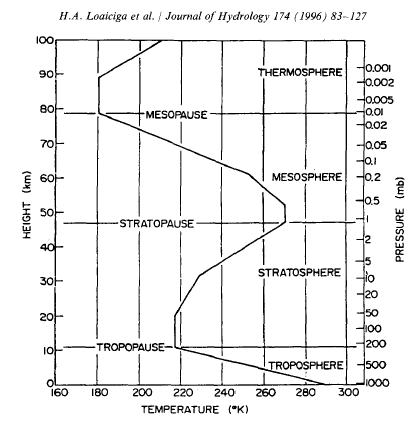 H.A. Loaiciga et al. / Journal of Hydrology 174 (1996) 83-127
100
90
80
70
60
50
40
30
20
10
0
HEIGHT (km)
THERMOSPHERE
MESOPAUSE
MESOSPHERE
STRATOPAUSE
STRATOSPHERE
TROPOPAUSE
TROPOSPHERE
0.001
0.002
0.005
0.01
0.02
0.05
0.1
0.2
0.5
1
2
5
10
20
50
100
200
500
1000
PRESSURE (mb)
160 180 200 220 240 260 280 300
TEMPERATURE (°K)